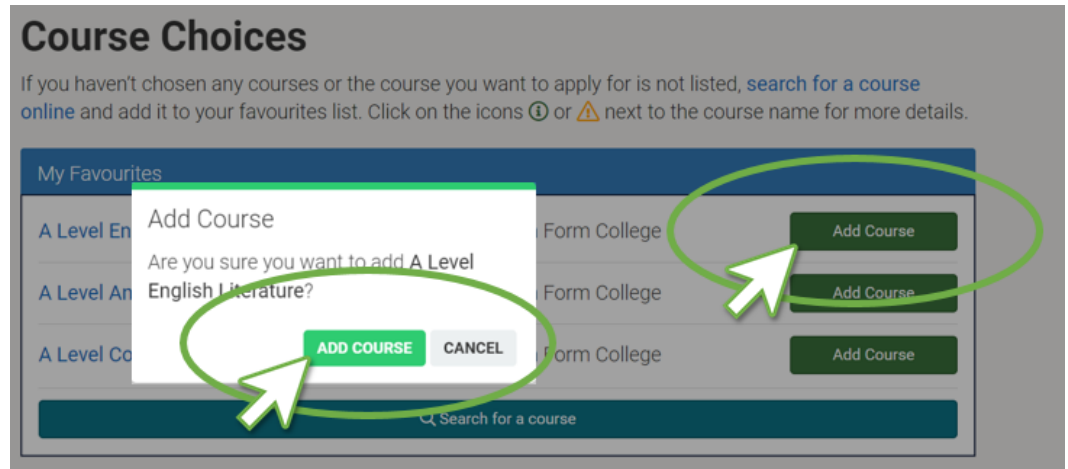 Course Choices
If you haven't chosen any courses or the course you want to apply for is not listed, search for a course
online and add it to your favourites list. Click on the icons or next to the course name for more details.
My Favourites
A Level En Form College Add Course
A Level An Form College Add Course
A Level Co Form College Add Course
Search for a course
Add Course
Are you sure you want to add A Level
English Literature?
ADD COURSE CANCEL